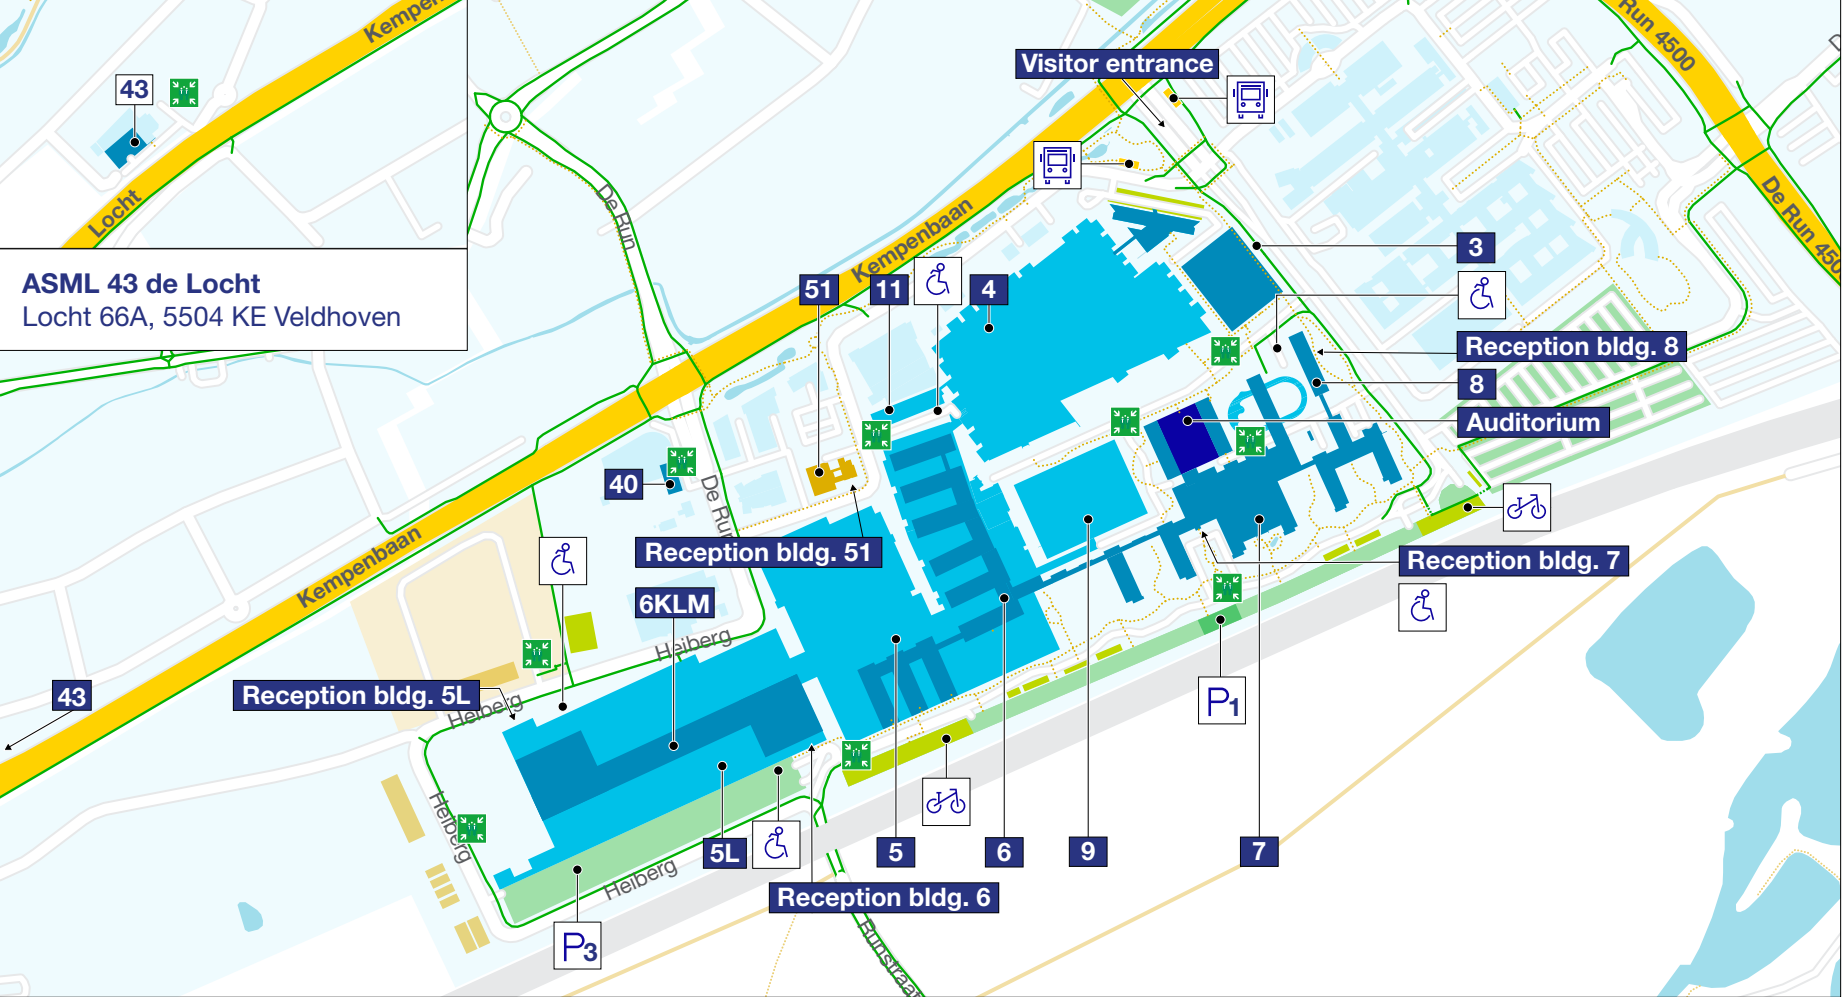 Kempenbaan
43
Locht
ASML 43 de Locht
Locht 66A, 5504 KE Veldhoven
Visitor entrance
Run 4500
De Run 450
De Run
Kempenbaan
51
11
4
3
Reception bldg. 8
8
Auditorium
40
De Run
Reception bldg. 51
Kempenbaan
6KLM
Heiberg
Reception bldg. 7
43
Reception bldg. 5L
Heiberg
P1
Heiberg
5L
5
6
9
7
Heiberg
Reception bldg. 6
P3
Runstraat